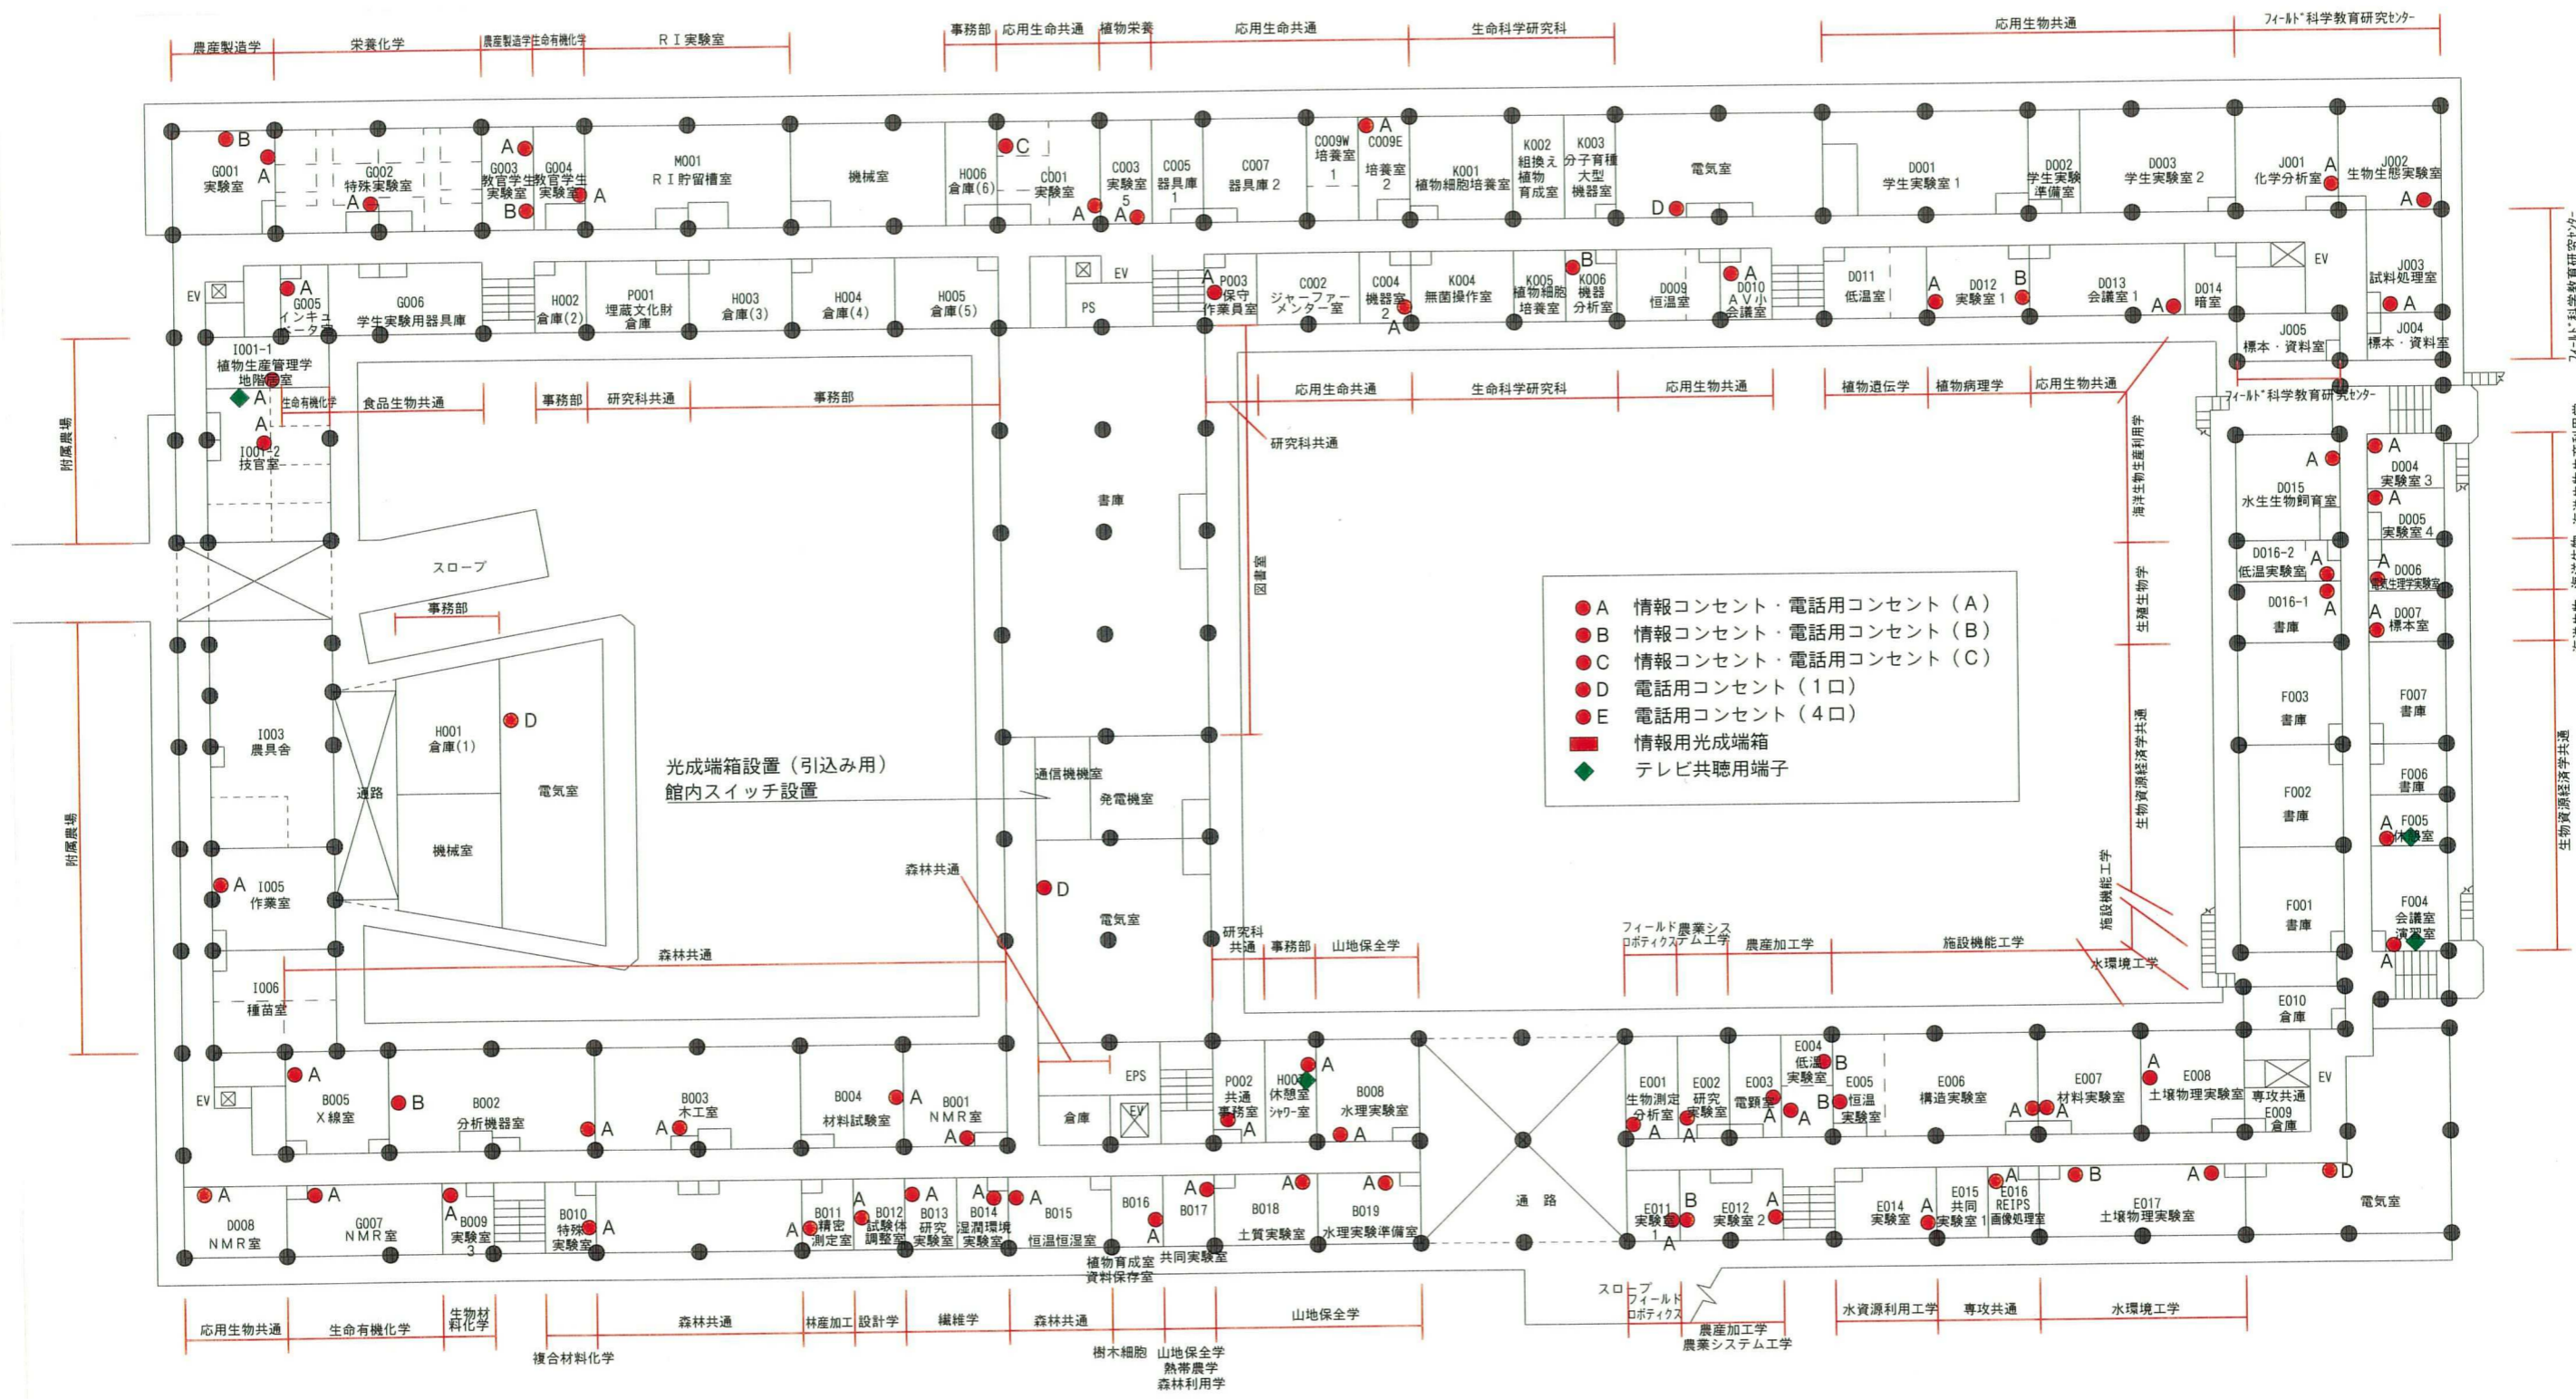 農産製造学
栄養化学
農産製造学
生命有機化学
ＲＩ実験室
事務部
応用生命共通
植物栄養
応用生命共通
生命科学研究科
応用生物共通
ﾌｨｰﾙﾄﾞ科学教育研究ｾﾝﾀｰ
B
G001
実験室
A
G002
特殊実験室
A
A
G003
教官学生
実験室
B
G004
教官学生
実験室
A
M001
ＲＩ貯留槽室
機械室
H006
倉庫(6)
C
C001
実験室
A
C003
実験室
5
A
C005
器具庫
1
C007
器具庫２
C009W
培養室
1
A
C009E
培養室
2
K001
植物細胞培養室
K002
組換え
植物
育成室
K003
分子育種
大型
機器室
電気室
D
D001
学生実験室１
D002
学生実験
準備室
D003
学生実験室２
J001
化学分析室
A
J002
生物生態実験室
A
EV
A
G005
インキュ
ベータ室
G006
学生実験用器具庫
H002
倉庫(2)
P001
埋蔵文化財
倉庫
H003
倉庫(3)
H004
倉庫(4)
H005
倉庫(5)
EV
PS
A
P003
保守
作業員室
C002
ジャーファー
メンター室
C004
機器室
2
A
K004
無菌操作室
K005
植物細胞
培養室
B
K006
機器
分析室
D009
恒温室
A
D010
ＡＶ小
会議室
D011
低温室
A
D012
実験室１
B
D013
会議室１
A
D014
暗室
EV
J003
試料処理室
A
J005
標本・資料室
J004
標本・資料室
ﾌｨｰﾙﾄﾞ科学教育研究ｾﾝﾀｰ
I001-1
植物生産管理学
地階居室
A
A
I001-2
技官室
生命有機化学
食品生物共通
事務部
研究科共通
事務部
応用生命共通
生命科学研究科
応用生物共通
植物遺伝学
植物病理学
応用生物共通
ﾌｨｰﾙﾄﾞ科学教育研究ｾﾝﾀｰ
研究科共通
附属農場
書庫
図書室
海洋生物生産利用学
生殖生物学
生物資源経済学共通
A
D015
水生生物飼育室
A
D004
実験室３
A
D005
実験室４
D016-2
低温実験室
A
A
D006
電気生理学実験室
D016-1
書庫
A
A
D007
標本室
F003
書庫
F007
書庫
F002
書庫
F006
書庫
A
F005
休憩室
F001
書庫
F004
会議室
演習室
A
生物資源経済学共通
スロープ
事務部
H001
倉庫(1)
D
電気室
機械室
通路
I003
農具舎
附属農場
A
I005
作業室
I006
種苗室
光成端箱設置（引込み用）
館内スイッチ設置
通信機機室
発電機室
D
電気室
森林共通
森林共通
A 情報コンセント・電話用コンセント（Ａ）
B 情報コンセント・電話用コンセント（Ｂ）
C 情報コンセント・電話用コンセント（Ｃ）
D 電話用コンセント（１口）
E 電話用コンセント（４口）
情報用光成端箱
テレビ共聴用端子
研究科
共通
事務部
山地保全学
フィールド
ロボティクス
農業シス
テム工学
農産加工学
施設機能工学
施設機能工学
水環境工学
E010
倉庫
EV
A
B005
Ｘ線室
B
B002
分析機器室
A
A
B003
木工室
B004
材料試験室
A
B001
NMR室
A
EPS
倉庫
EV
P002
共通
事務室
A
休憩室
ｼｬﾜｰ室
A
B008
水理実験室
A
E001
生物測定
分析室
A
E002
研究
実験室
A
E003
電顕室
A
E004
低温
実験室
B
A
B
E005
恒温
実験室
E006
構造実験室
A
A
E007
材料実験室
A
E008
土壌物理実験室
専攻共通
E009
倉庫
EV
A
D008
NMR室
A
G007
NMR室
A
B009
実験室
3
B010
特殊
実験室
A
A
B011
精密
測定室
A
B012
試験体
調整室
A
B013
研究
実験室
A
B014
湿潤環境
実験室
A
B015
恒温恒湿室
B016
A
植物育成室
資料保存室
A
B017
共同実験室
A
B018
土質実験室
A
B019
水理実験準備室
通 路
E011
実験室
1
A
B
E012
実験室２
A
E014
実験室
A
E015
共同
実験室１
A
E016
REIPS
画像処理室
B
E017
土壌物理実験室
A
D
電気室
スロープ
応用生物共通
生命有機化学
生物材
料化学
複合材料化学
森林共通
林産加工
設計学
繊維学
森林共通
樹木細胞
山地保全学
熱帯農学
森林利用学
山地保全学
フィールド
ロボティクス
農産加工学
農業システム工学
水資源利用工学
専攻共通
水環境工学